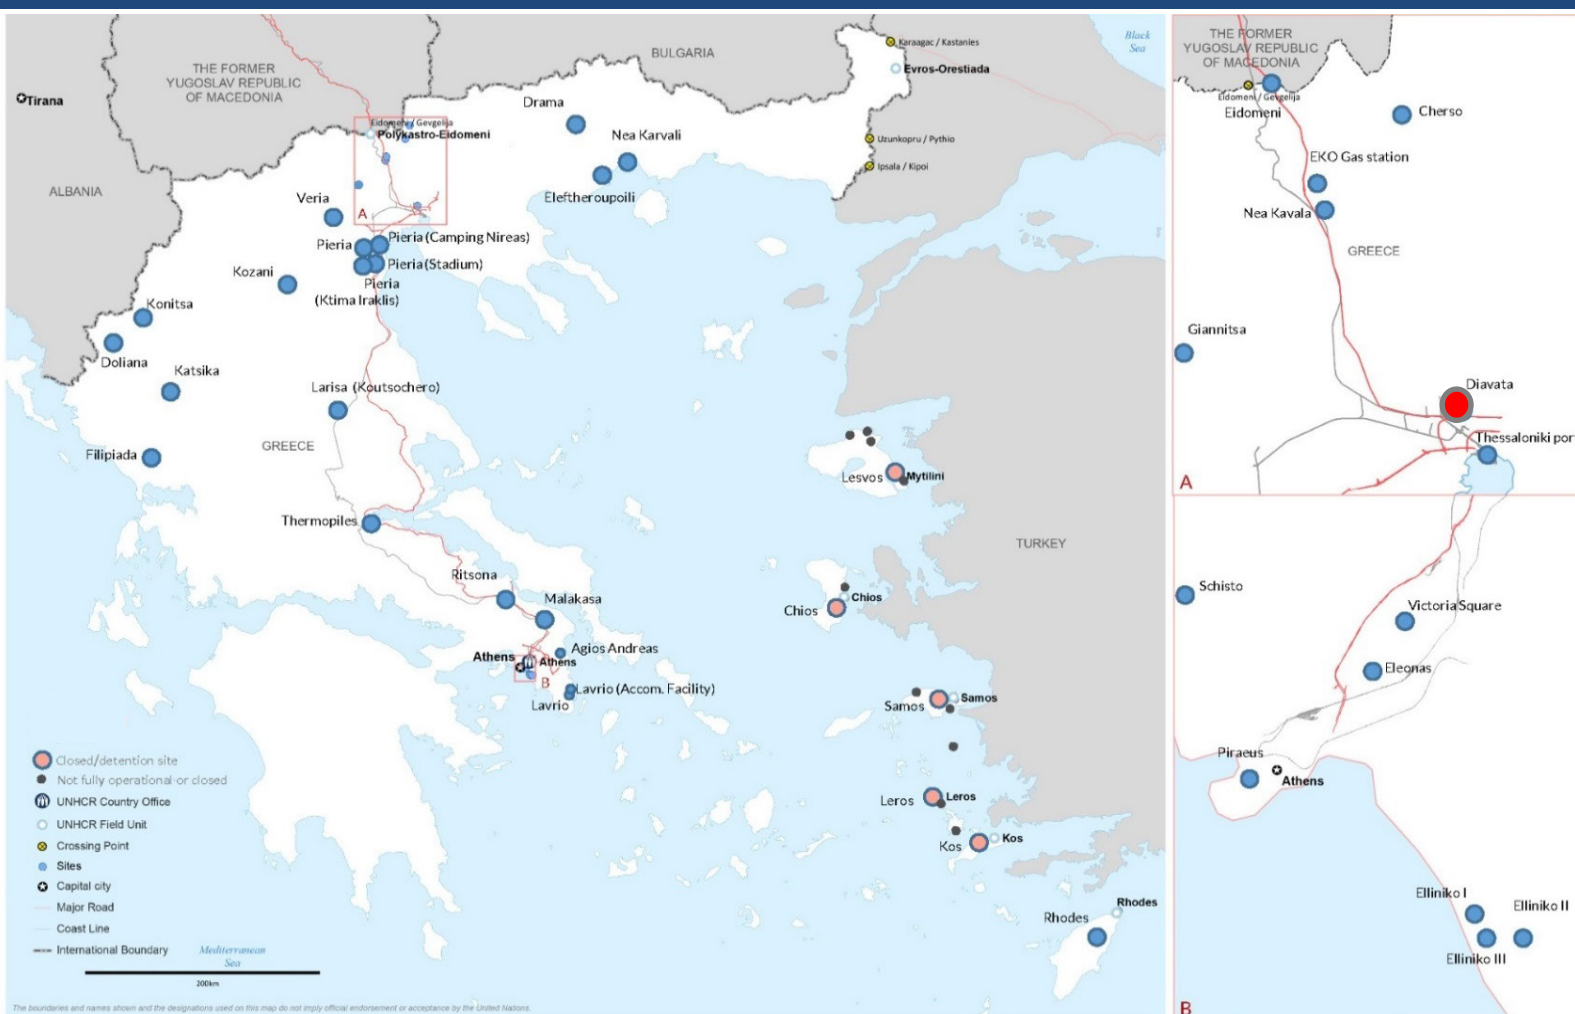 Black
Sea
Karaagac / Kastanies
BULGARIA
THE FORMER
YUGOSLAV REPUBLIC
OF MACEDONIA
Evros-Orestiada
Tirana
Drama
Eidomeni / Gevgelija
Polykastro-Eidomeni
Nea Karvali
Uzunkopru / Pythio
Ipsala / Kipoi
ALBANIA
Veria
Eleftheroupoili
A
Pieria
Pieria (Camping Nireas)
Pieria (Stadium)
Kozani
Pieria
(Ktima Iraklis)
Konitsa
Doliana
Katsika
Larisa (Koutsochero)
GREECE
Filipiada
Lesvos
Mytilini
Thermopiles
TURKEY
Ritsona
Malakasa
Chios
Chios
Agios Andreas
Athens
Athens
B
Lavrio (Accom. Facility)
Lavrio
Samos
Samos
Leros
Leros
Kos
Kos
Rhodes
Rhodes
Closed/detention site
Not fully operational or closed
UNHCR Country Office
UNHCR Field Unit
Crossing Point
Sites
Capital city
Major Road
Coast Line
International Boundary
Mediterranean
Sea
200km
The boundaries and names shown and the designations used on this map do not imply official endorsement or acceptance by the United Nations.
THE FORMER
YUGOSLAV REPUBLIC
OF MACEDONIA
Eidomeni / Gevgelija
Eidomeni
Cherso
EKO Gas station
Nea Kavala
GREECE
Giannitsa
Diavata
Thessaloniki por
A
Schisto
Victoria Square
Eleonas
Piraeus
Athens
Elliniko I
Elliniko II
Elliniko III
B